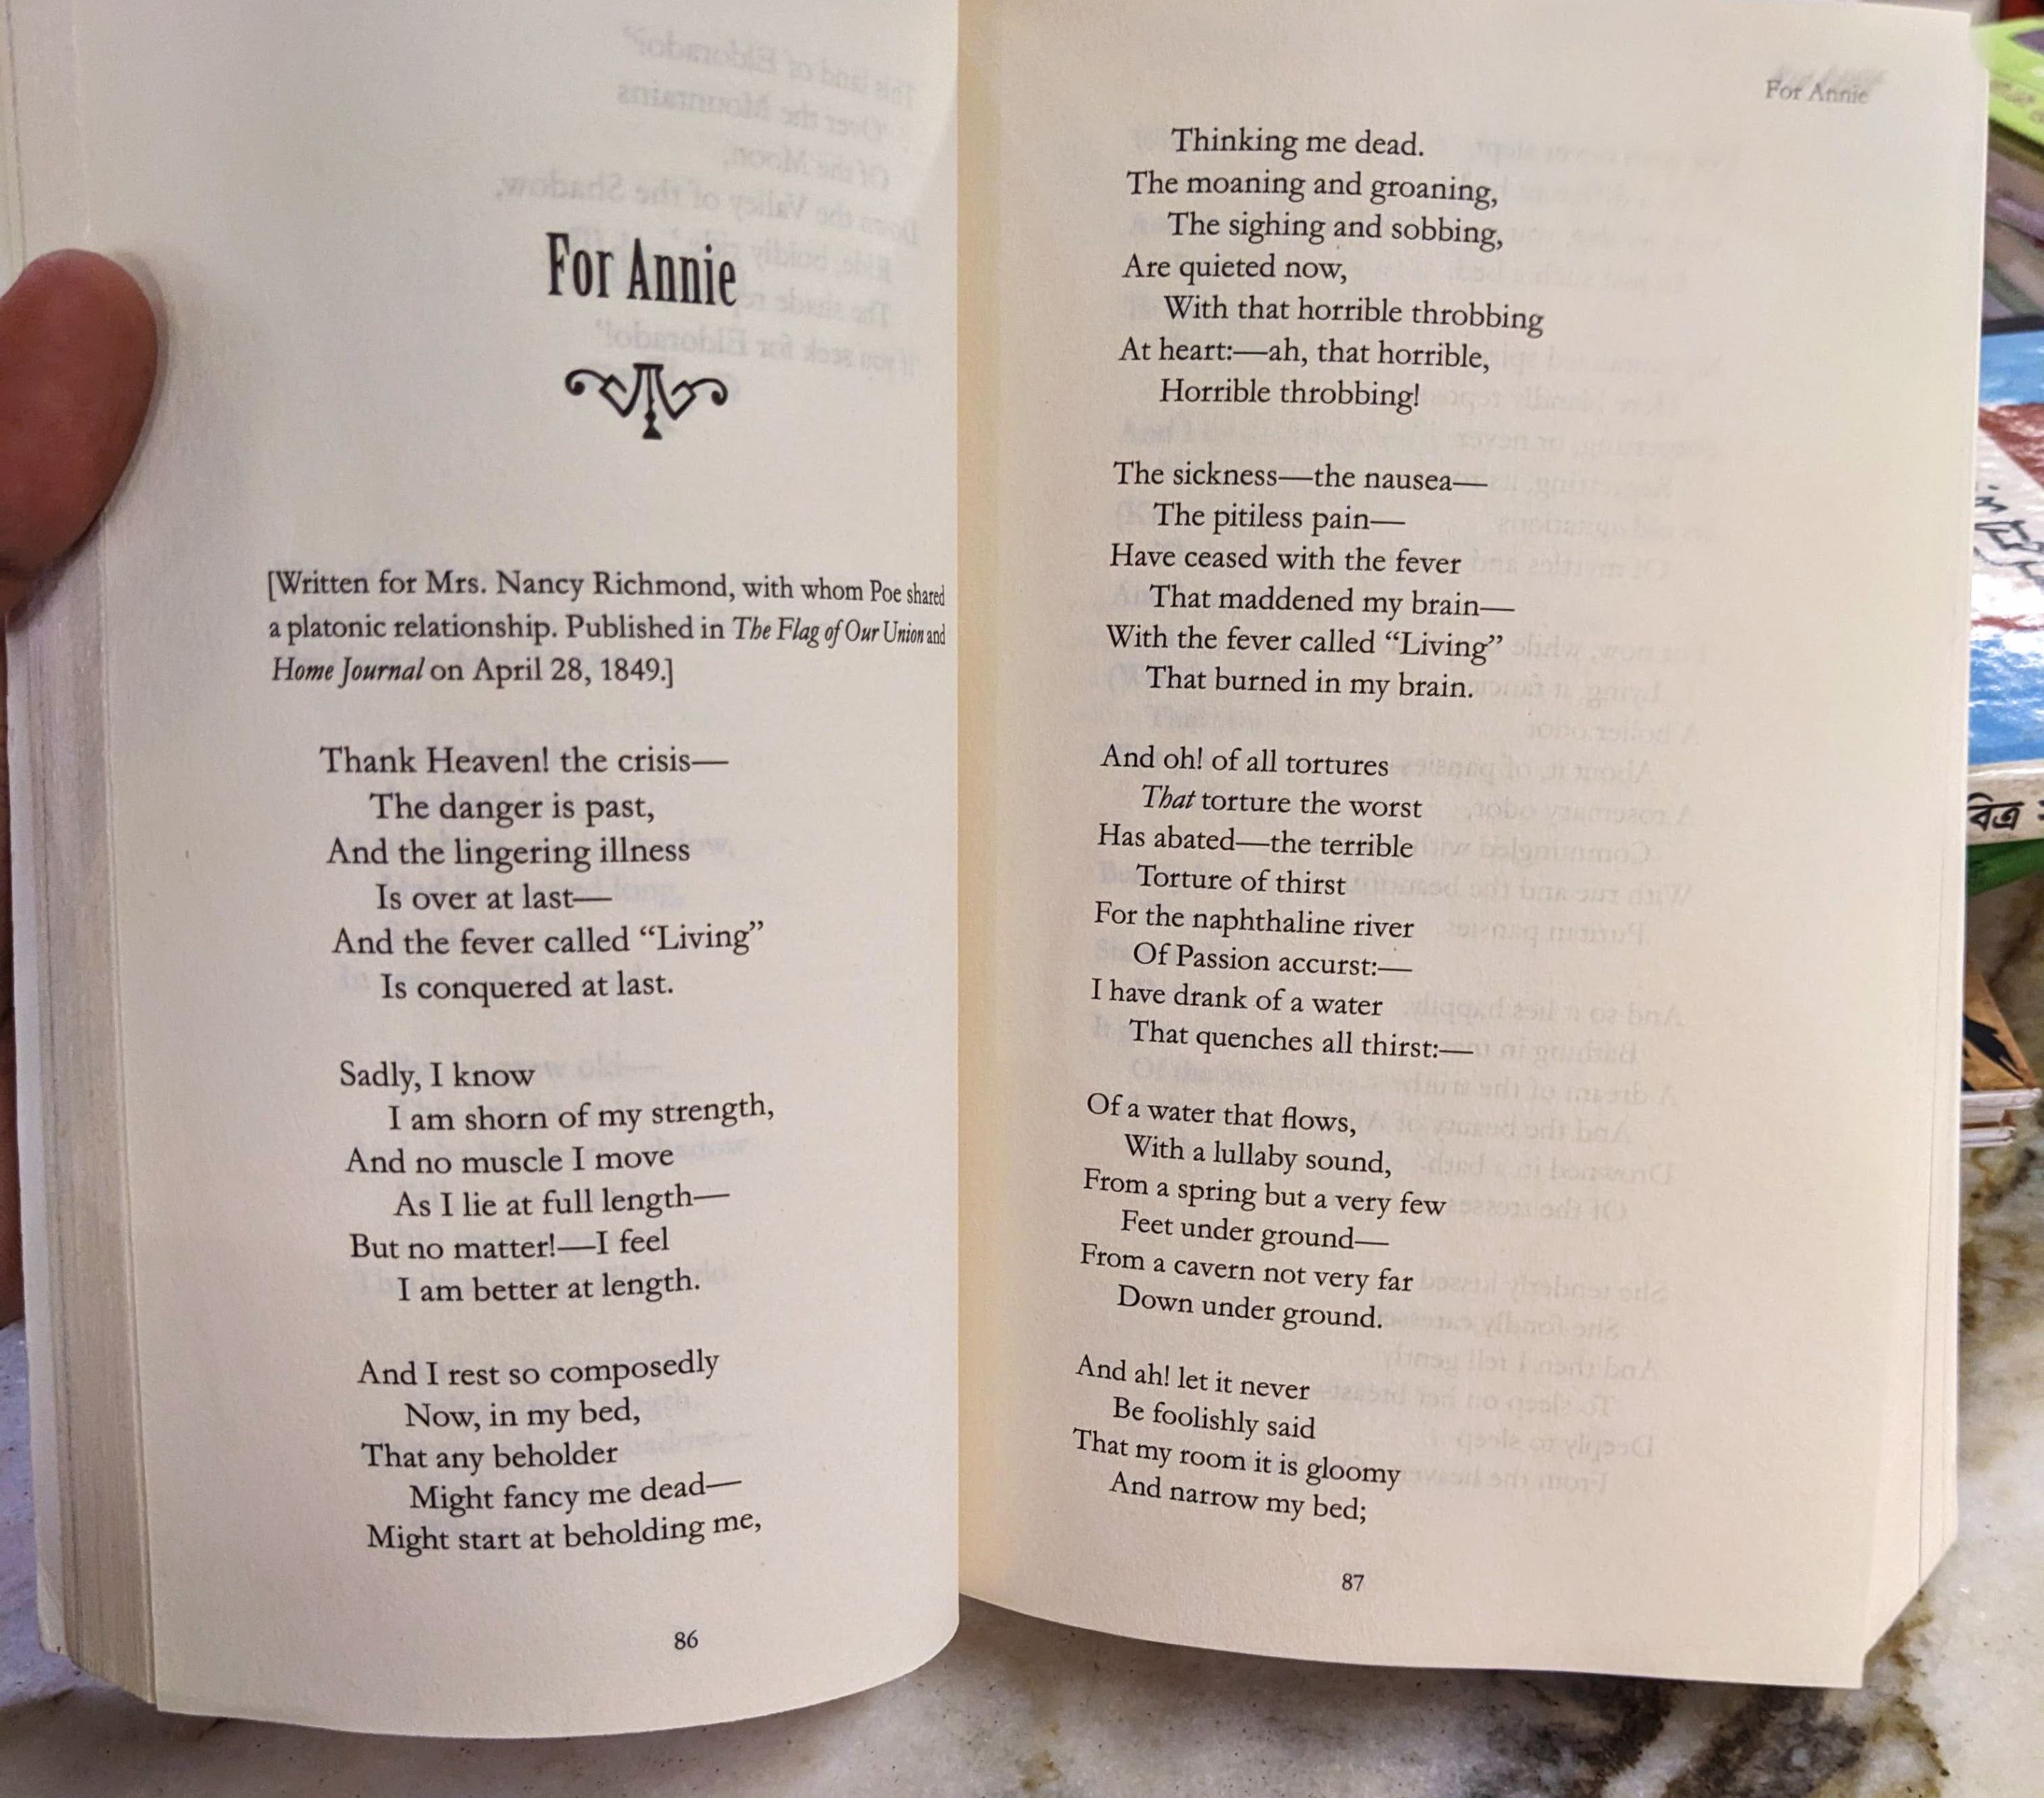 For Annie
[Written for Mrs. Nancy Richmond, with whom Poe shared
a platonic relationship. Published in The Flag of Our Union and
Home Journal on April 28, 1849.]
Thank Heaven! the crisis—
The danger is past,
And the lingering illness
Is over at last—
And the fever called “Living”
Is conquered at last.
Sadly, I know
I am shorn of my strength,
And no muscle I move
As I lie at full length—
But no matter!—I feel
I am better at length.
And I rest so composedly
Now, in my bed,
That any beholder
Might fancy me dead—
Might start at beholding me,
86
For Annie
Thinking me dead.
The moaning and groaning,
The sighing and sobbing,
Are quieted now,
With that horrible throbbing
At heart:—ah, that horrible,
Horrible throbbing!
The sickness—the nausea—
The pitiless pain—
Have ceased with the fever
That maddened my brain—
With the fever called “Living”
That burned in my brain.
And oh! of all tortures
That torture the worst
Has abated—the terrible
Torture of thirst
For the naphthaline river
Of Passion accurst:—
I have drank of a water
That quenches all thirst:—
Of a water that flows,
With a lullaby sound,
From a spring but a very few
Feet under ground—
From a cavern not very far
Down under ground.
And ah! let it never
Be foolishly said
That my room it is gloomy
And narrow my bed;
87